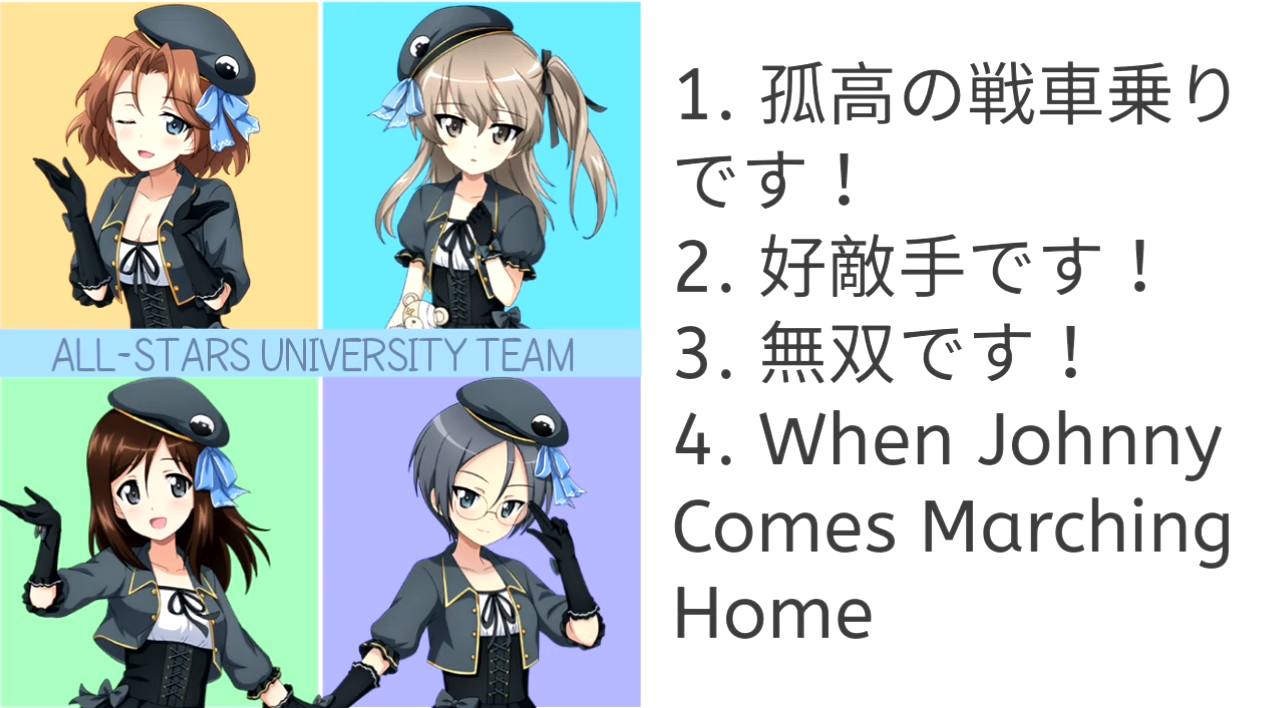 ALL-STARS UNIVERSITY TEAM
1. 孤高の戦車乗り
です！
2. 好敵手です！
3. 無双です！
4. When Johnny
Comes Marching
Home